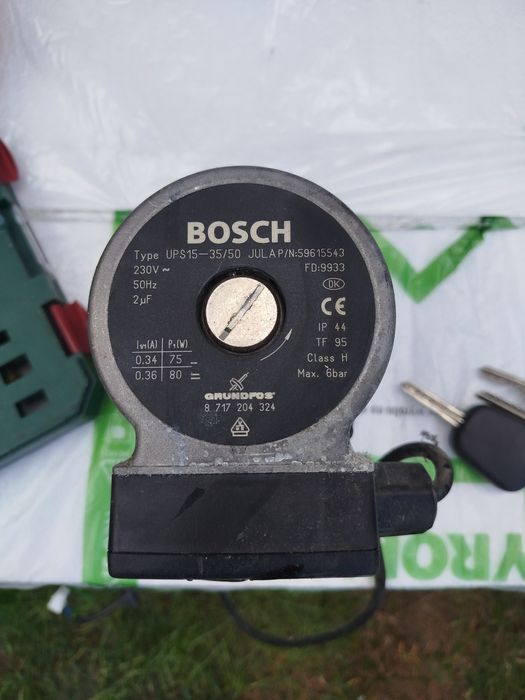 BOSCH
Type UPS15-35/50 JULA P/N:59615543
230V ~ FD:9933
50Hz DK
2µF CE
IP 44
I₁/₁(A) P₁(W) TF 95
0.34 75 Class H
0.36 80 Max. 6bar
GRUNDFOS
8 717 204 324
YRO